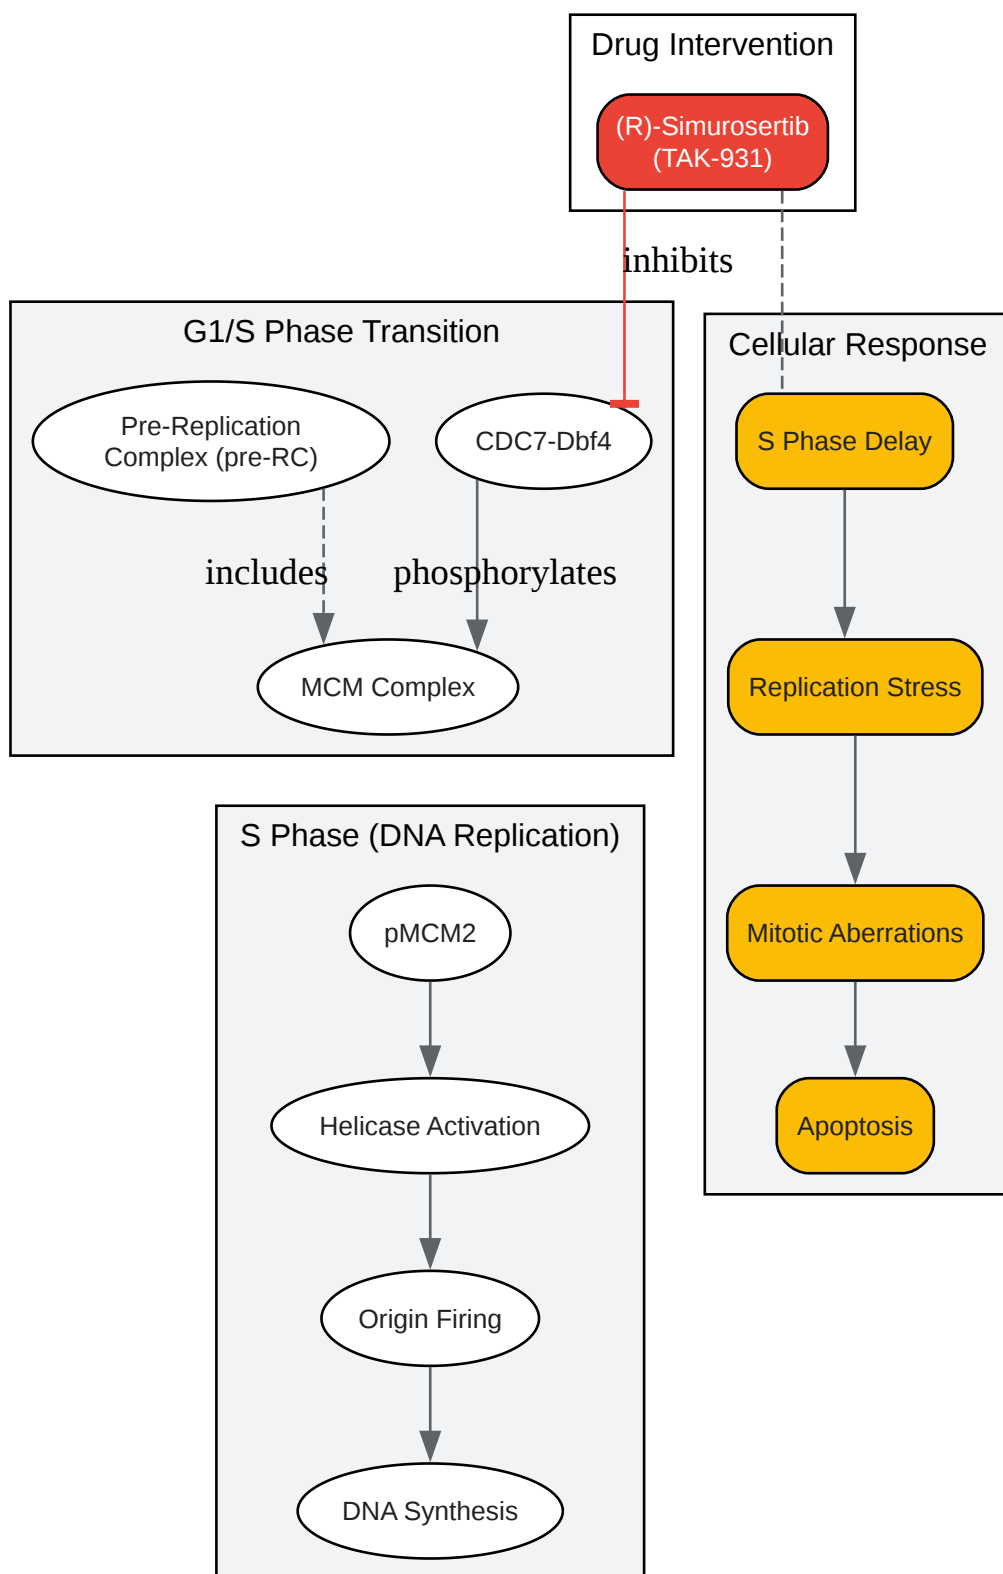 Drug Intervention
(R)-Simurosertib
(TAK-931)
inhibits
G1/S Phase Transition
Pre-Replication
Complex (pre-RC)
CDC7-Dbf4
includes
phosphorylates
MCM Complex
Cellular Response
S Phase Delay
Replication Stress
Mitotic Aberrations
Apoptosis
S Phase (DNA Replication)
pMCM2
Helicase Activation
Origin Firing
DNA Synthesis